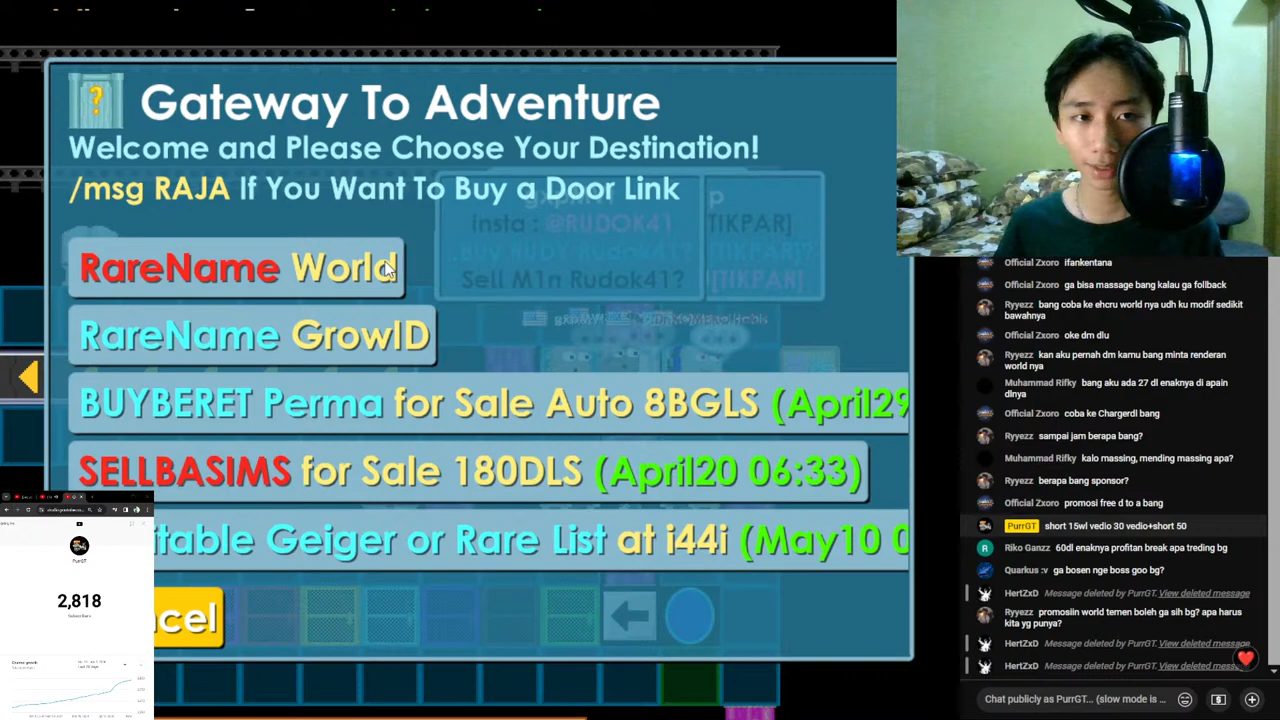 Gateway To Adventure
Welcome and Please Choose Your Destination!
/msg RAJA If You Want To Buy a Door Link
insta : @RUDOK41
TIKPAR]
Sell M1n Rudok41?
[TIKPAR]
RareName World
RareName GrowID
BUYBERET Perma for Sale Auto 8BGLS (April29
SELLBASIMS for Sale 180DLS (April20 06:33)
itable Geiger or Rare List at i44i (May10 0
ncel
PurrGT
2,818
Official Zxoro ifankentana
Official Zxoro ga bisa massage bang kalau ga follback
Ryyezz bang coba ke ehcru world nya udh ku modif sedikit
bawahnya
Official Zxoro oke dm dlu
Ryyezz kan aku pernah dm kamu bang minta renderan
world nya
Muhammad Rifky bang aku ada 27 dl enaknya di apain
dlnya
Official Zxoro coba ke Chargerdl bang
Ryyezz sampai jam berapa bang?
Muhammad Rifky kalo massing, mending massing apa?
Ryyezz berapa bang sponsor?
Official Zxoro promosi free d to a bang
PurrGT short 15wl vedio 30 vedio+short 50
Riko Ganzz 60dl enaknya profitan break apa treding bg
Quarkus :v ga bosen nge boss goo bg?
HertZxD Message deleted by PurrGT. View deleted message
Ryyezz promosiin world temen boleh ga sih bg? apa harus
kita yg punya?
HertZxD Message deleted by PurrGT. View deleted message
HertZxD Message deleted by PurrGT. View deleted
Chat publicly as PurrGT... (slow mode is ...